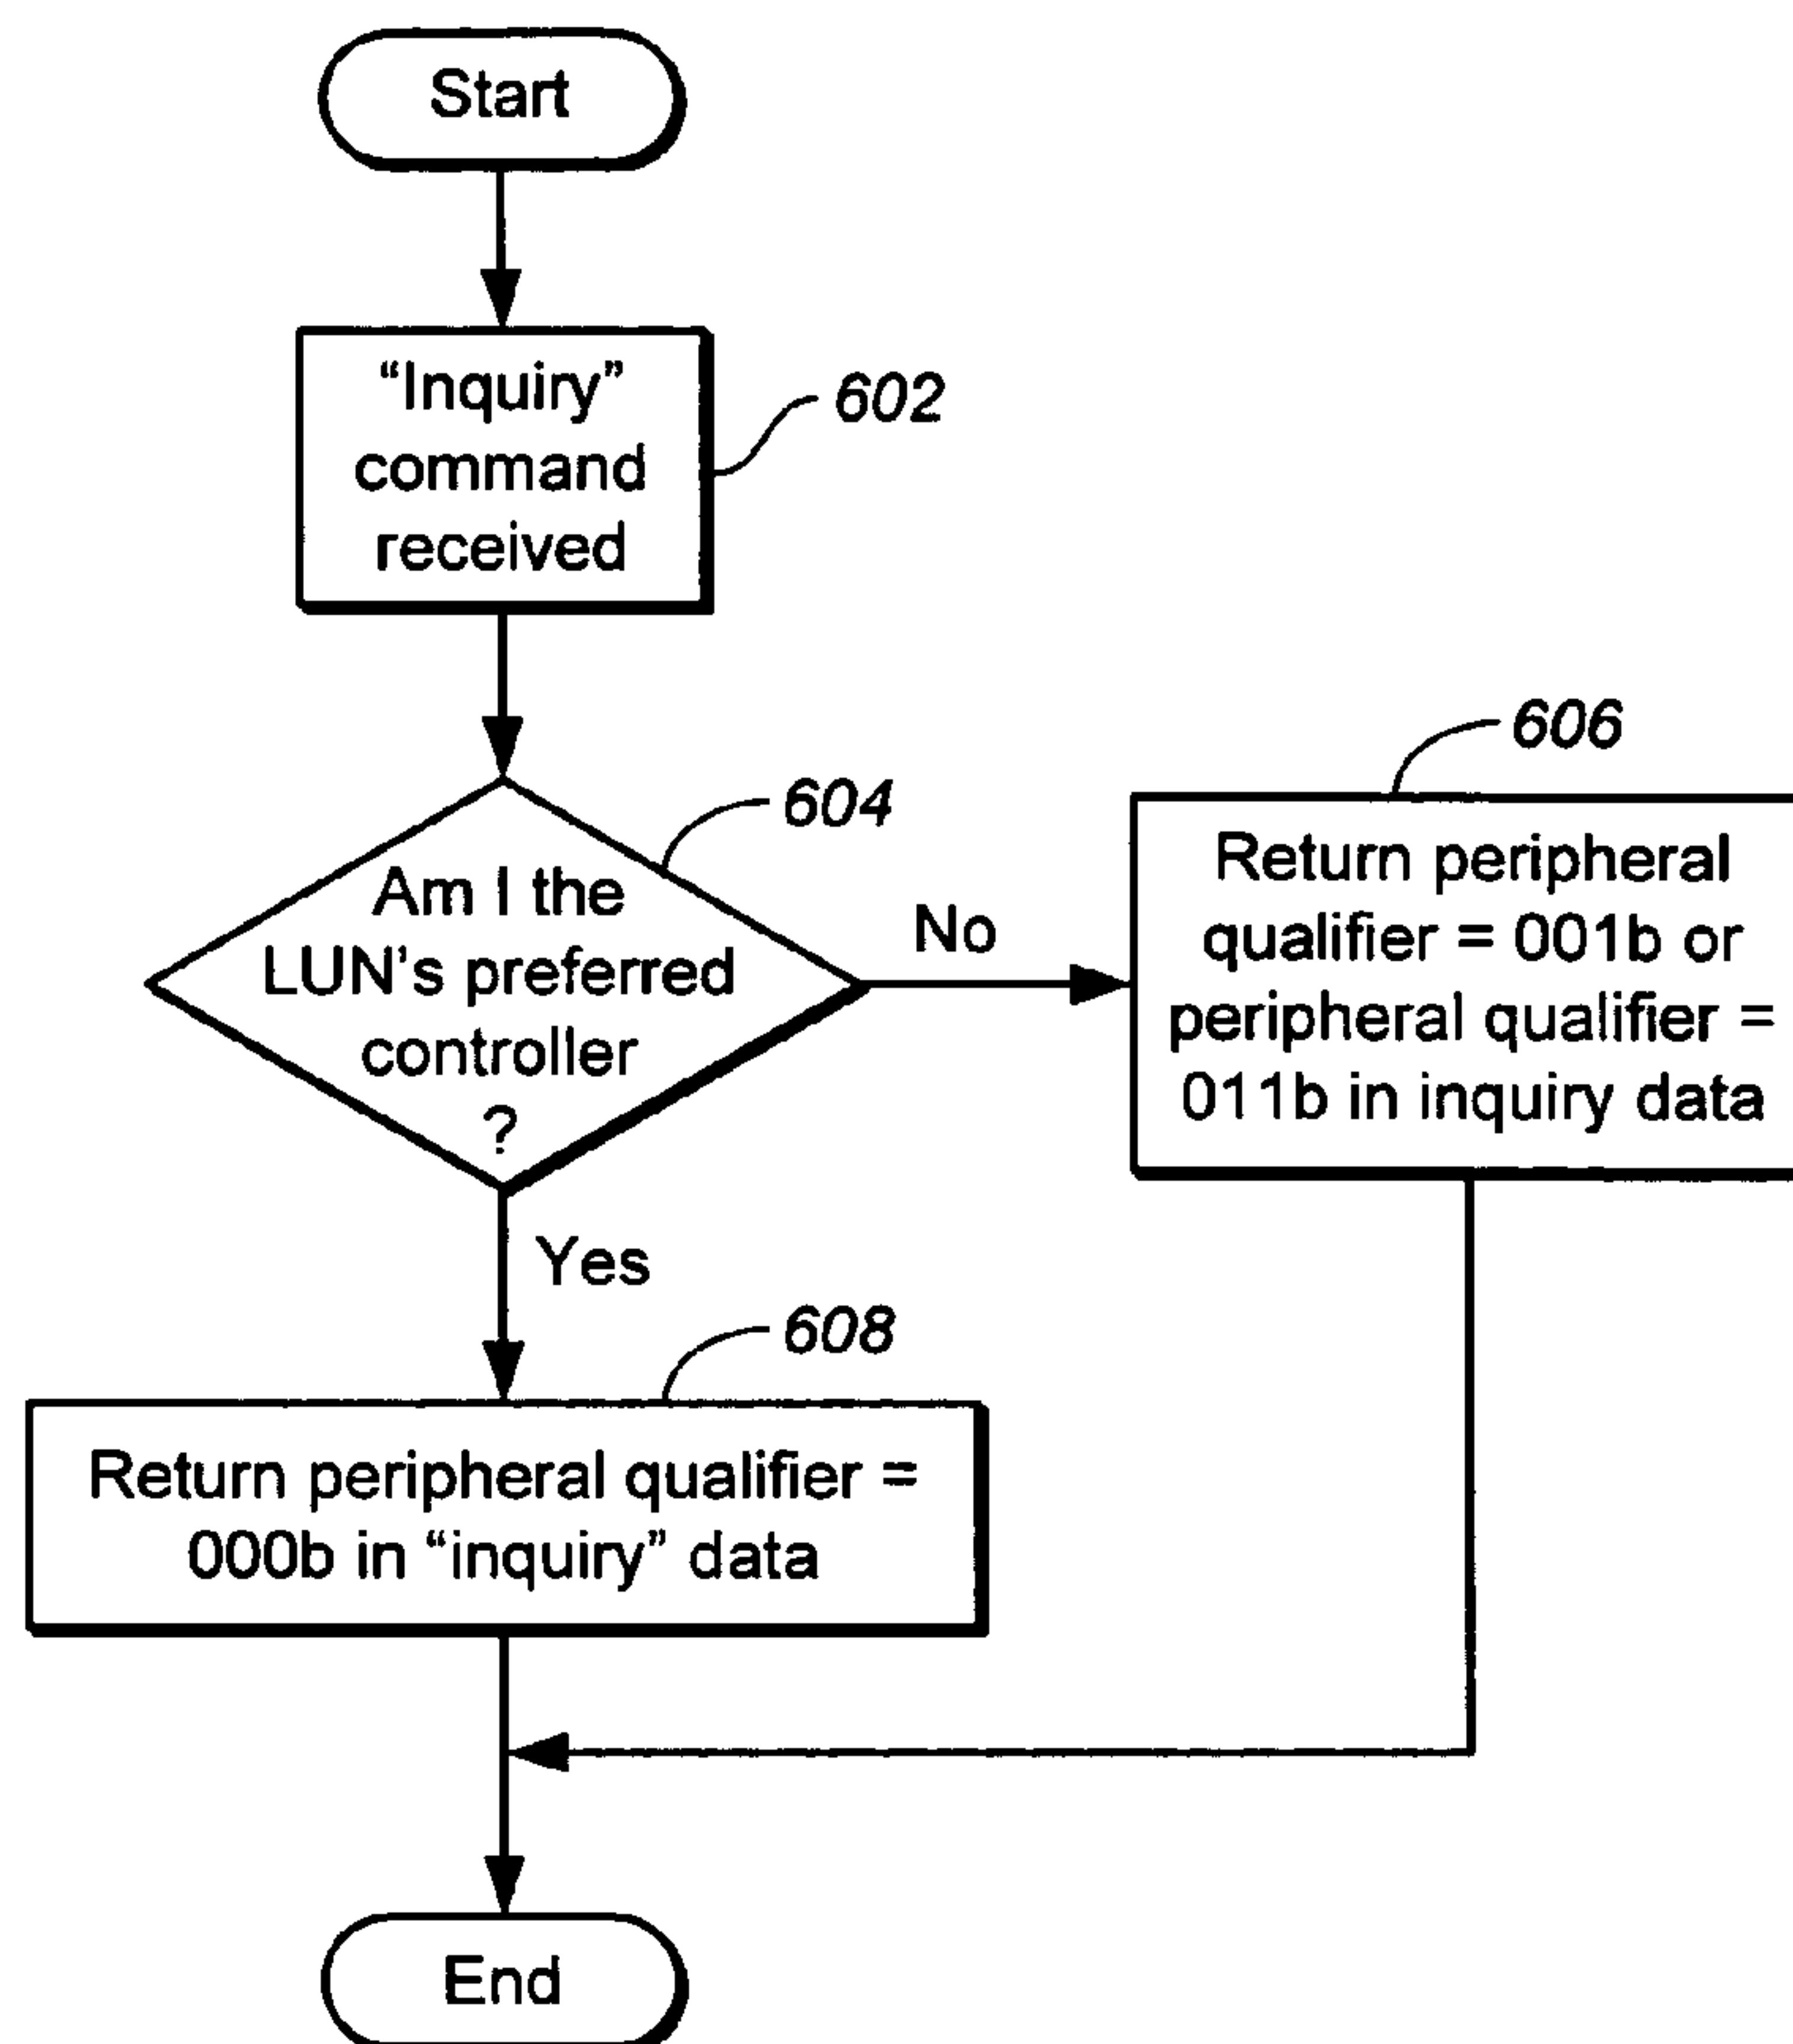 Start
“Inquiry”
command
received
602
604
Am I the
LUN’s preferred
controller
?
No
606
Return peripheral
qualifier = 001b or
peripheral qualifier =
011b in inquiry data
Yes
608
Return peripheral qualifier =
000b in “inquiry” data
End